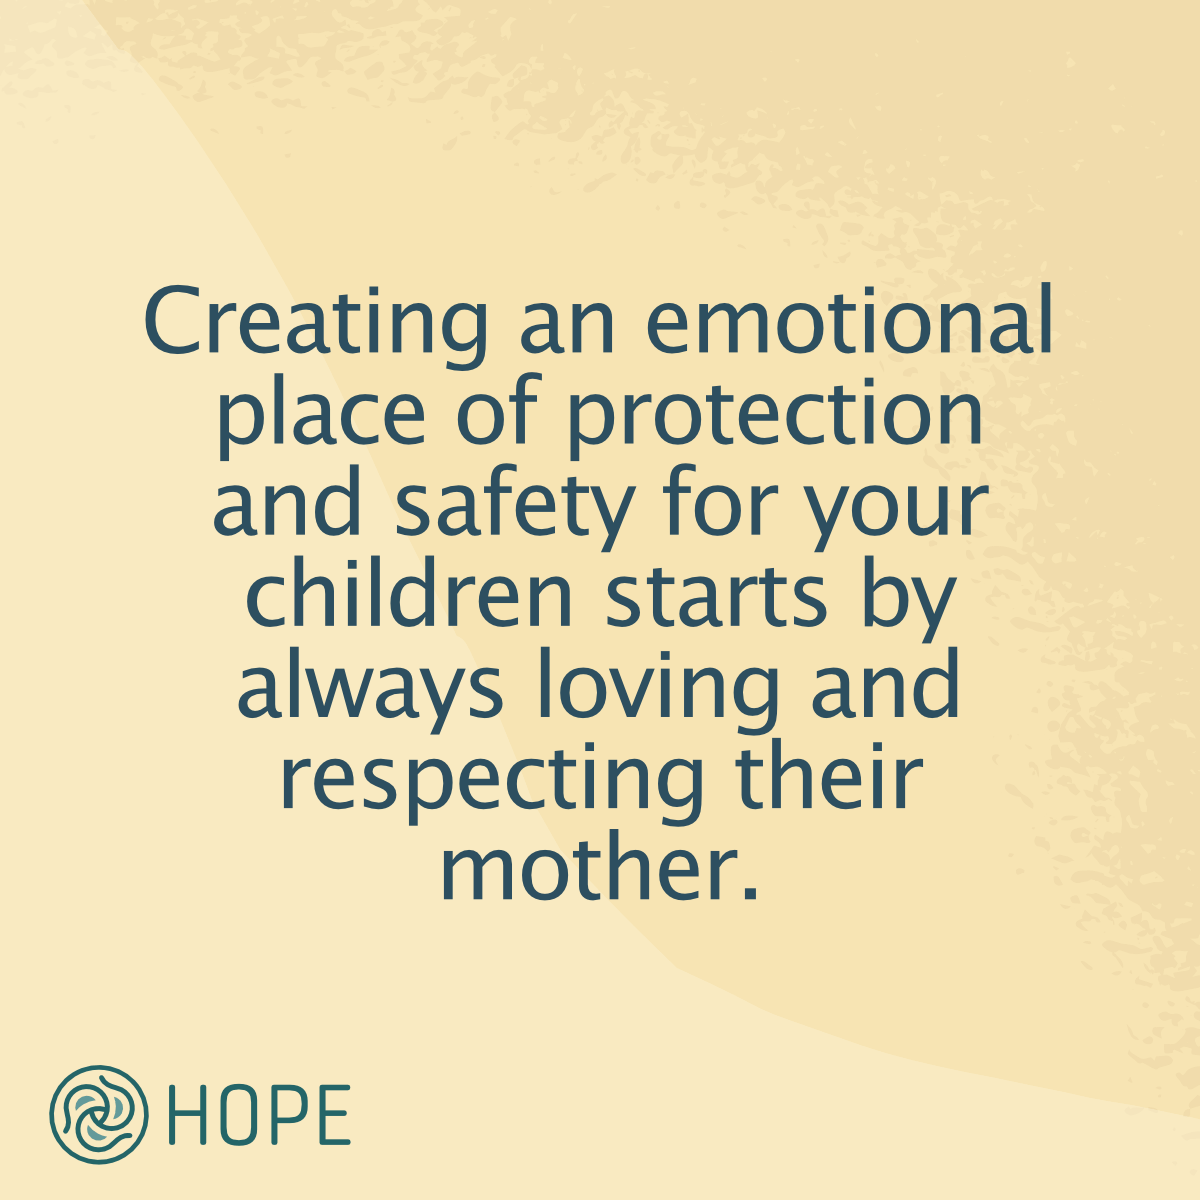 Creating an emotional
place of protection
and safety for your
children starts by
always loving and
respecting their
mother.
HOPE